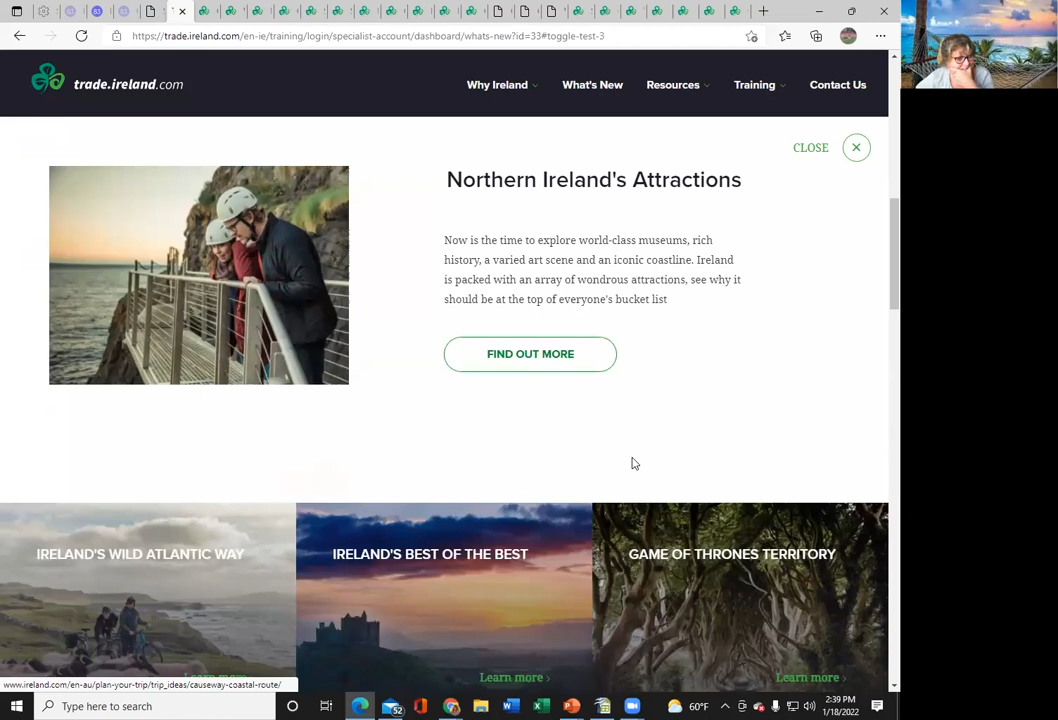 https://trade.ireland.com/en-ie/training/login/specialist-account/dashboard/whats-new?id=33#toggle-test-3
trade.ireland.com
Why Ireland
What's New
Resources
Training
Contact Us
CLOSE
Northern Ireland's Attractions
Now is the time to explore world-class museums, rich
history, a varied art scene and an iconic coastline. Ireland
is packed with an array of wondrous attractions, see why it
should be at the top of everyone's bucket list
FIND OUT MORE
IRELAND'S WILD ATLANTIC WAY
IRELAND'S BEST OF THE BEST
GAME OF THRONES TERRITORY
Learn more
Learn more
Learn more
www.ireland.com/en-au/plan-your-trip/trip_ideas/causeway-coastal-route/
Type here to search
52
60°F
2:39 PM
1/18/2022